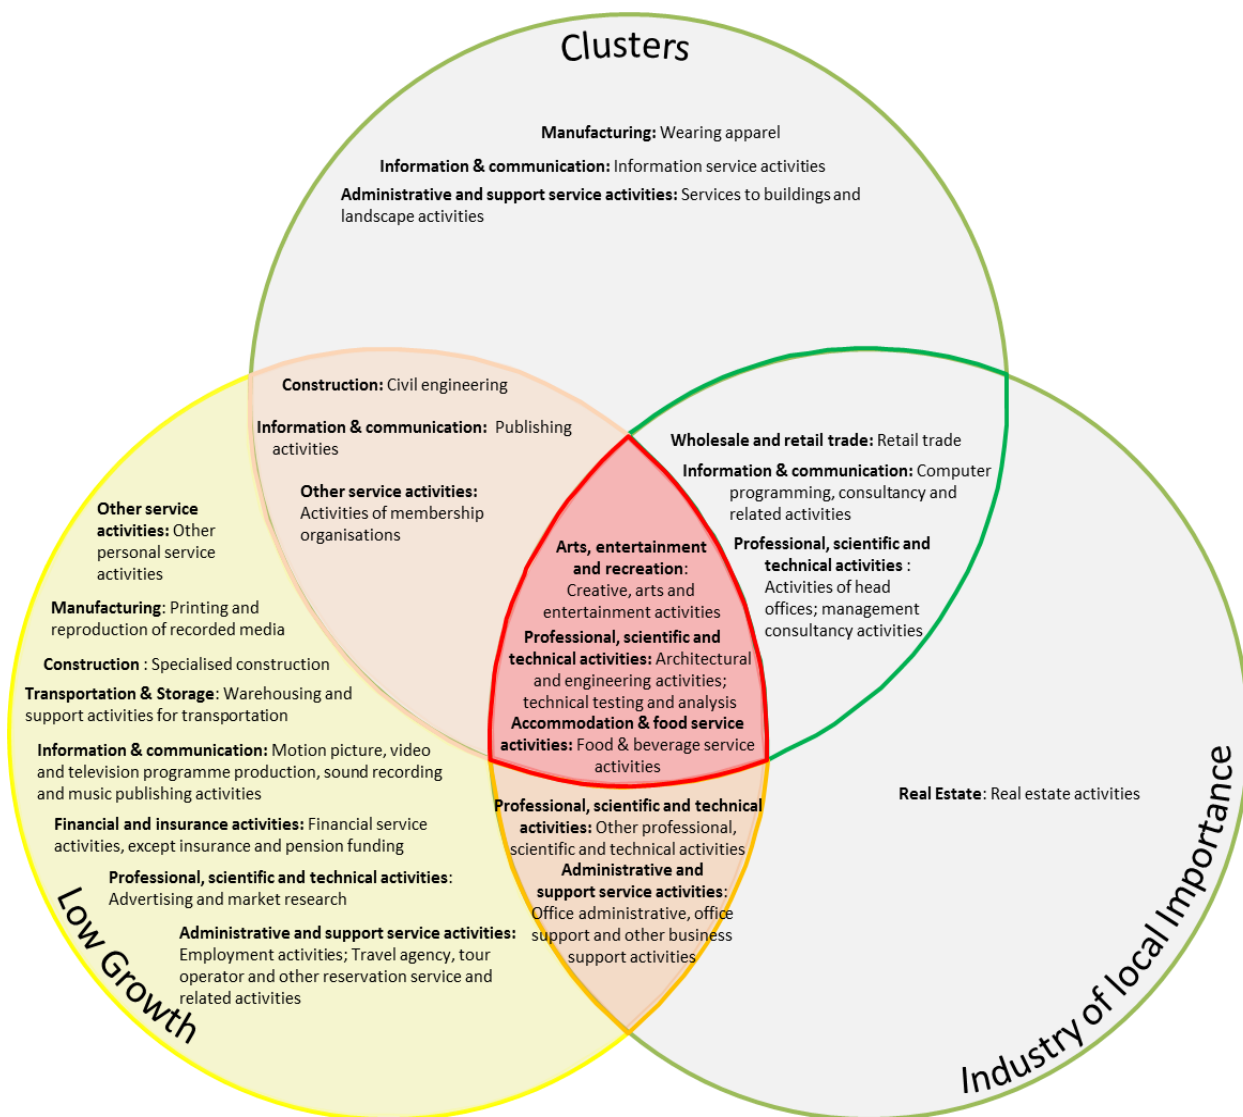 Clusters
Manufacturing: Wearing apparel
Information & communication: Information service activities
Administrative and support service activities: Services to buildings and
landscape activities
Construction: Civil engineering
Information & communication: Publishing
activities
Other service activities:
Activities of membership
organisations
Wholesale and retail trade: Retail trade
Information & communication: Computer
programming, consultancy and
related activities
Professional, scientific and
technical activities :
Activities of head
offices; management
consultancy activities
Arts, entertainment
and recreation:
Creative, arts and
entertainment activities
Professional, scientific and
technical activities: Architectural
and engineering activities;
technical testing and analysis
Accommodation & food service
activities: Food & beverage service
activities
Other service
activities: Other
personal service
activities
Manufacturing: Printing and
reproduction of recorded media
Construction : Specialised construction
Transportation & Storage: Warehousing and
support activities for transportation
Information & communication: Motion picture, video
and television programme production, sound recording
and music publishing activities
Financial and insurance activities: Financial service
activities, except insurance and pension funding
Professional, scientific and technical activities:
Advertising and market research
Administrative and support service activities:
Employment activities; Travel agency, tour
operator and other reservation service and
related activities
Low Growth
Professional, scientific and technical
activities: Other professional,
scientific and technical activities
Administrative and
support service activities:
Office administrative, office
support and other business
support activities
Real Estate: Real estate activities
Industry of local Importance